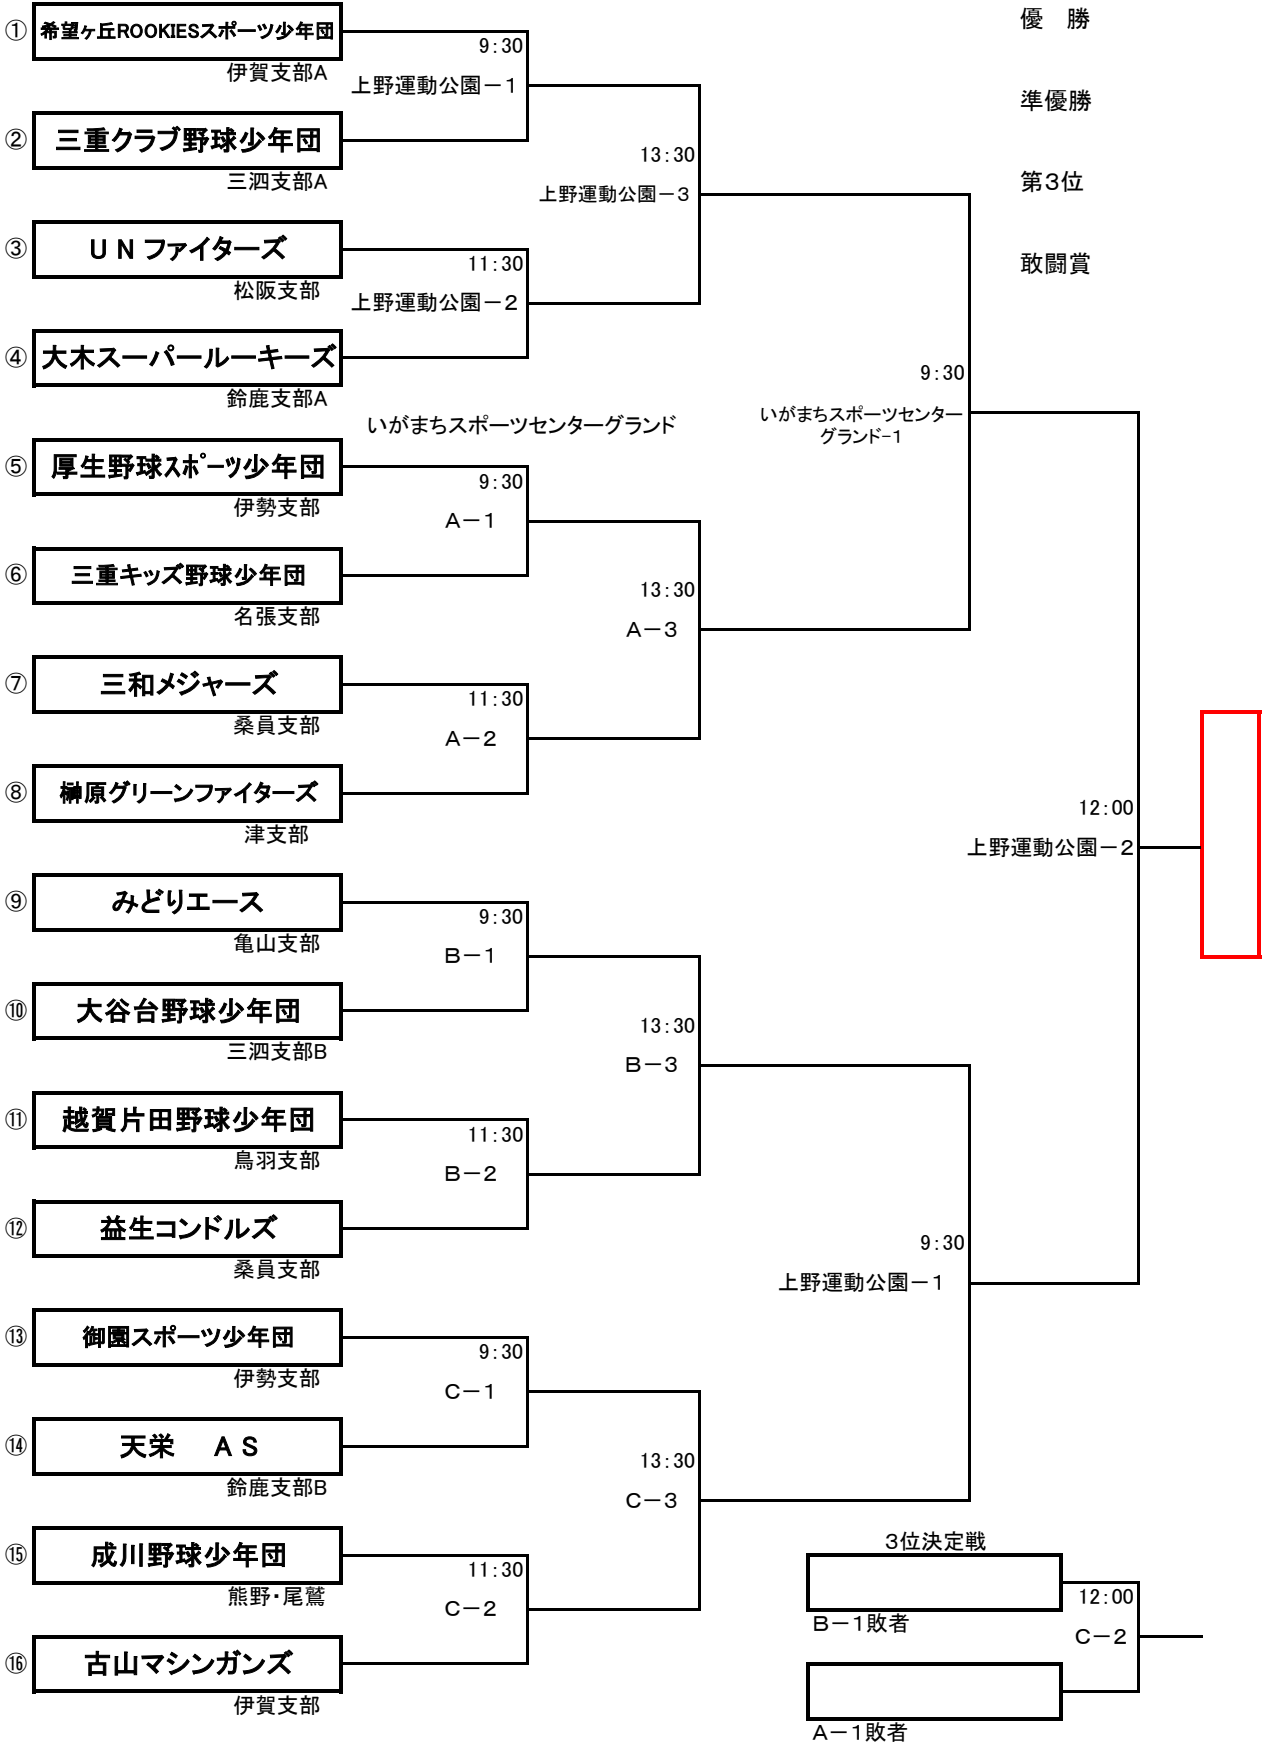 ① 希望ヶ丘ROOKIESスポーツ少年団
伊賀支部A
9:30
上野運動公園－1
② 三重クラブ野球少年団
三泗支部A
13:30
上野運動公園－3
③ ＵＮファイターズ
松阪支部
11:30
上野運動公園－2
④ 大木スーパールーキーズ
鈴鹿支部A
9:30
いがまちスポーツセンター
グランド-1
いがまちスポーツセンターグランド
⑤ 厚生野球スポーツ少年団
伊勢支部
9:30
A－1
⑥ 三重キッズ野球少年団
名張支部
13:30
A－3
⑦ 三和メジャーズ
桑員支部
11:30
A－2
⑧ 榊原グリーンファイターズ
津支部
12:00
上野運動公園－2
⑨ みどりエース
亀山支部
9:30
B－1
⑩ 大谷台野球少年団
三泗支部B
13:30
B－3
⑪ 越賀片田野球少年団
鳥羽支部
11:30
B－2
⑫ 益生コンドルズ
桑員支部
9:30
上野運動公園－1
⑬ 御園スポーツ少年団
伊勢支部
9:30
C－1
⑭ 天栄　ＡＳ
鈴鹿支部B
13:30
C－3
⑮ 成川野球少年団
熊野・尾鷲
11:30
C－2
⑯ 古山マシンガンズ
伊賀支部
優　勝
準優勝
第3位
敢闘賞
3位決定戦
B－1敗者
12:00
C－2
A－1敗者